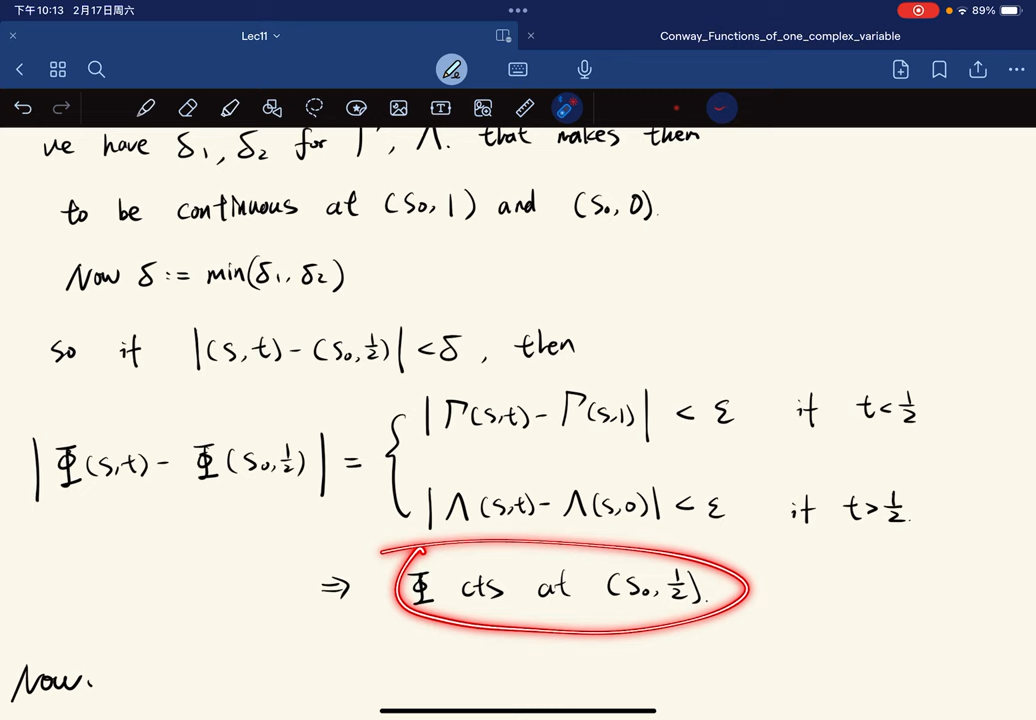 下午10:13 2月17日周六
89%
Lec11
Conway_Functions_of_one_complex_variable
we have δ₁, δ₂ for Γ, Λ. that makes them
to be continuous at (s₀, 1) and (s₀, 0).
Now δ := min(δ₁, δ₂)
so if |(s,t) - (s₀, ½)| < δ, then
|Γ(s,t) - Γ(s,1)| < ε if t < ½
|Φ(s,t) - Φ(s₀, ½)| = {
|Λ(s,t) - Λ(s,0)| < ε if t > ½.
⇒ Φ cts at (s₀, ½).
Now.